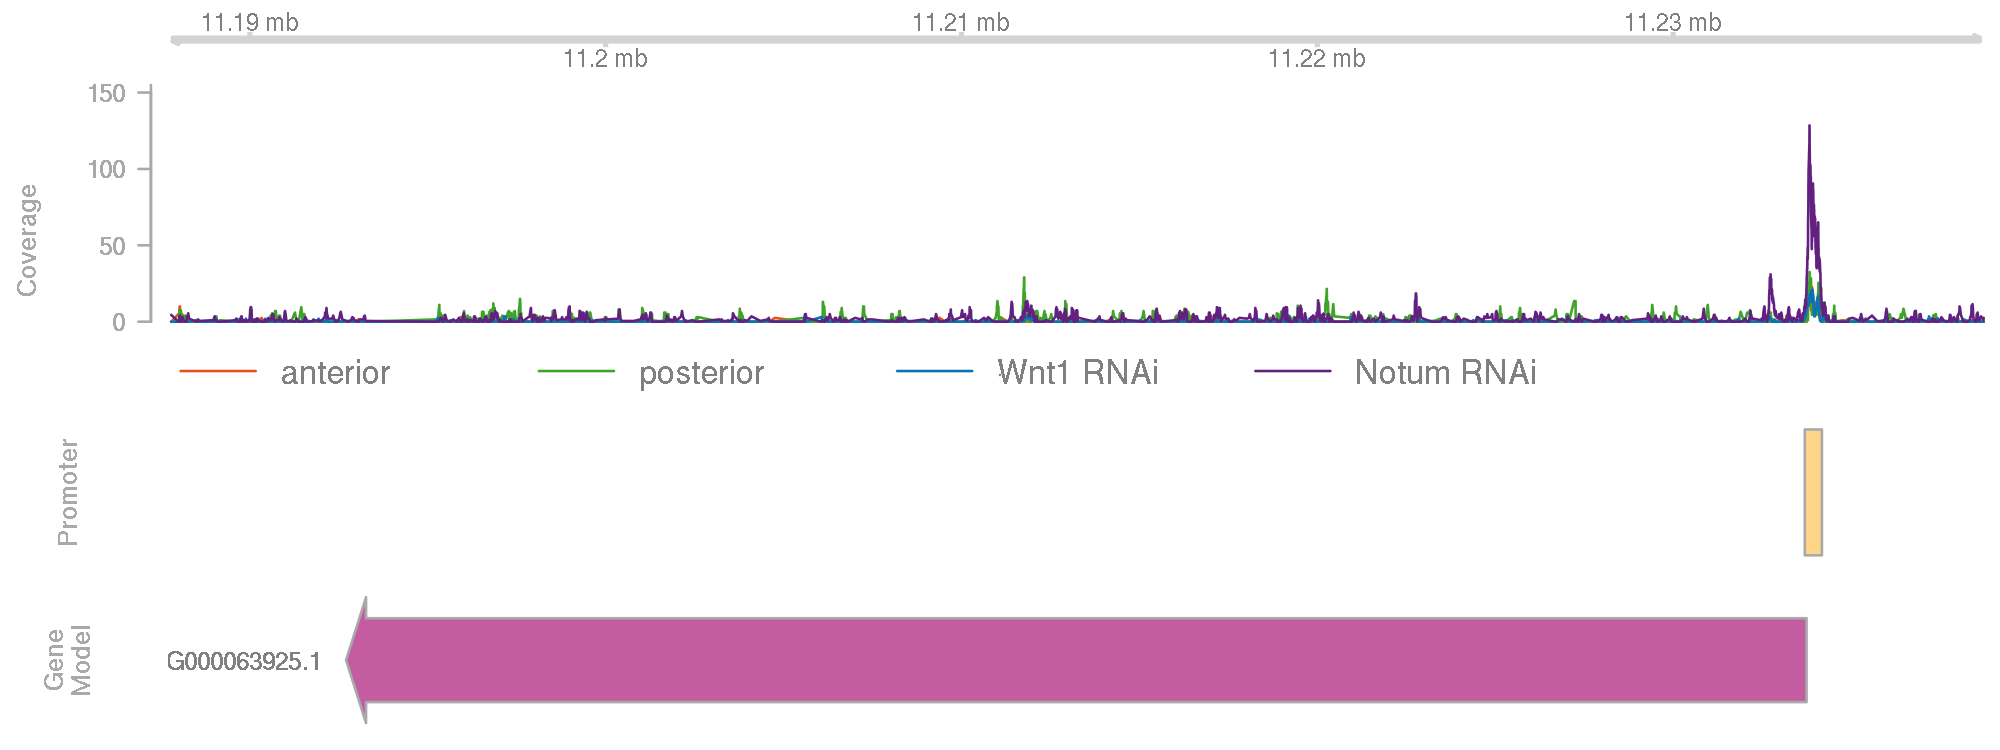 11.19 mb 11.21 mb 11.23 mb
11.2 mb 11.22 mb
150
100
50
0
Coverage
anterior posterior Wnt1 RNAi Notum RNAi
Promoter
G000063925.1
Gene
Model